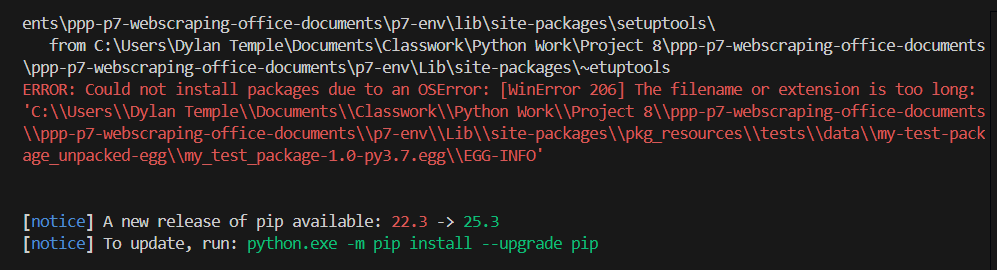 ents\ppp-p7-webscraping-office-documents\p7-env\lib\site-packages\setuptools\
from C:\Users\Dylan Temple\Documents\Classwork\Python Work\Project 8\ppp-p7-webscraping-office-documents
\ppp-p7-webscraping-office-documents\p7-env\Lib\site-packages\~etuptools
ERROR: Could not install packages due to an OSError: [WinError 206] The filename or extension is too long:
'C:\\Users\\Dylan Temple\\Documents\\Classwork\\Python Work\\Project 8\\ppp-p7-webscraping-office-documents
\\ppp-p7-webscraping-office-documents\\p7-env\\Lib\\site-packages\\pkg_resources\\tests\\data\\my-test-pack
age_unpacked-egg\\my_test_package-1.0-py3.7.egg\\EGG-INFO'
[notice] A new release of pip available: 22.3 -> 25.3
[notice] To update, run: python.exe -m pip install --upgrade pip